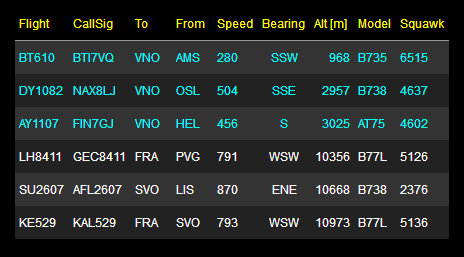 Flight CallSig To From Speed Bearing Alt [m] Model Squawk
BT610 BTI7VQ VNO AMS 280 SSW 968 B735 6515
DY1082 NAX8LJ VNO OSL 504 SSE 2957 B738 4637
AY1107 FIN7GJ VNO HEL 456 S 3025 AT75 4602
LH8411 GEC8411 FRA PVG 791 WSW 10356 B77L 5126
SU2607 AFL2607 SVO LIS 870 ENE 10668 B738 2376
KE529 KAL529 FRA SVO 793 WSW 10973 B77L 5136